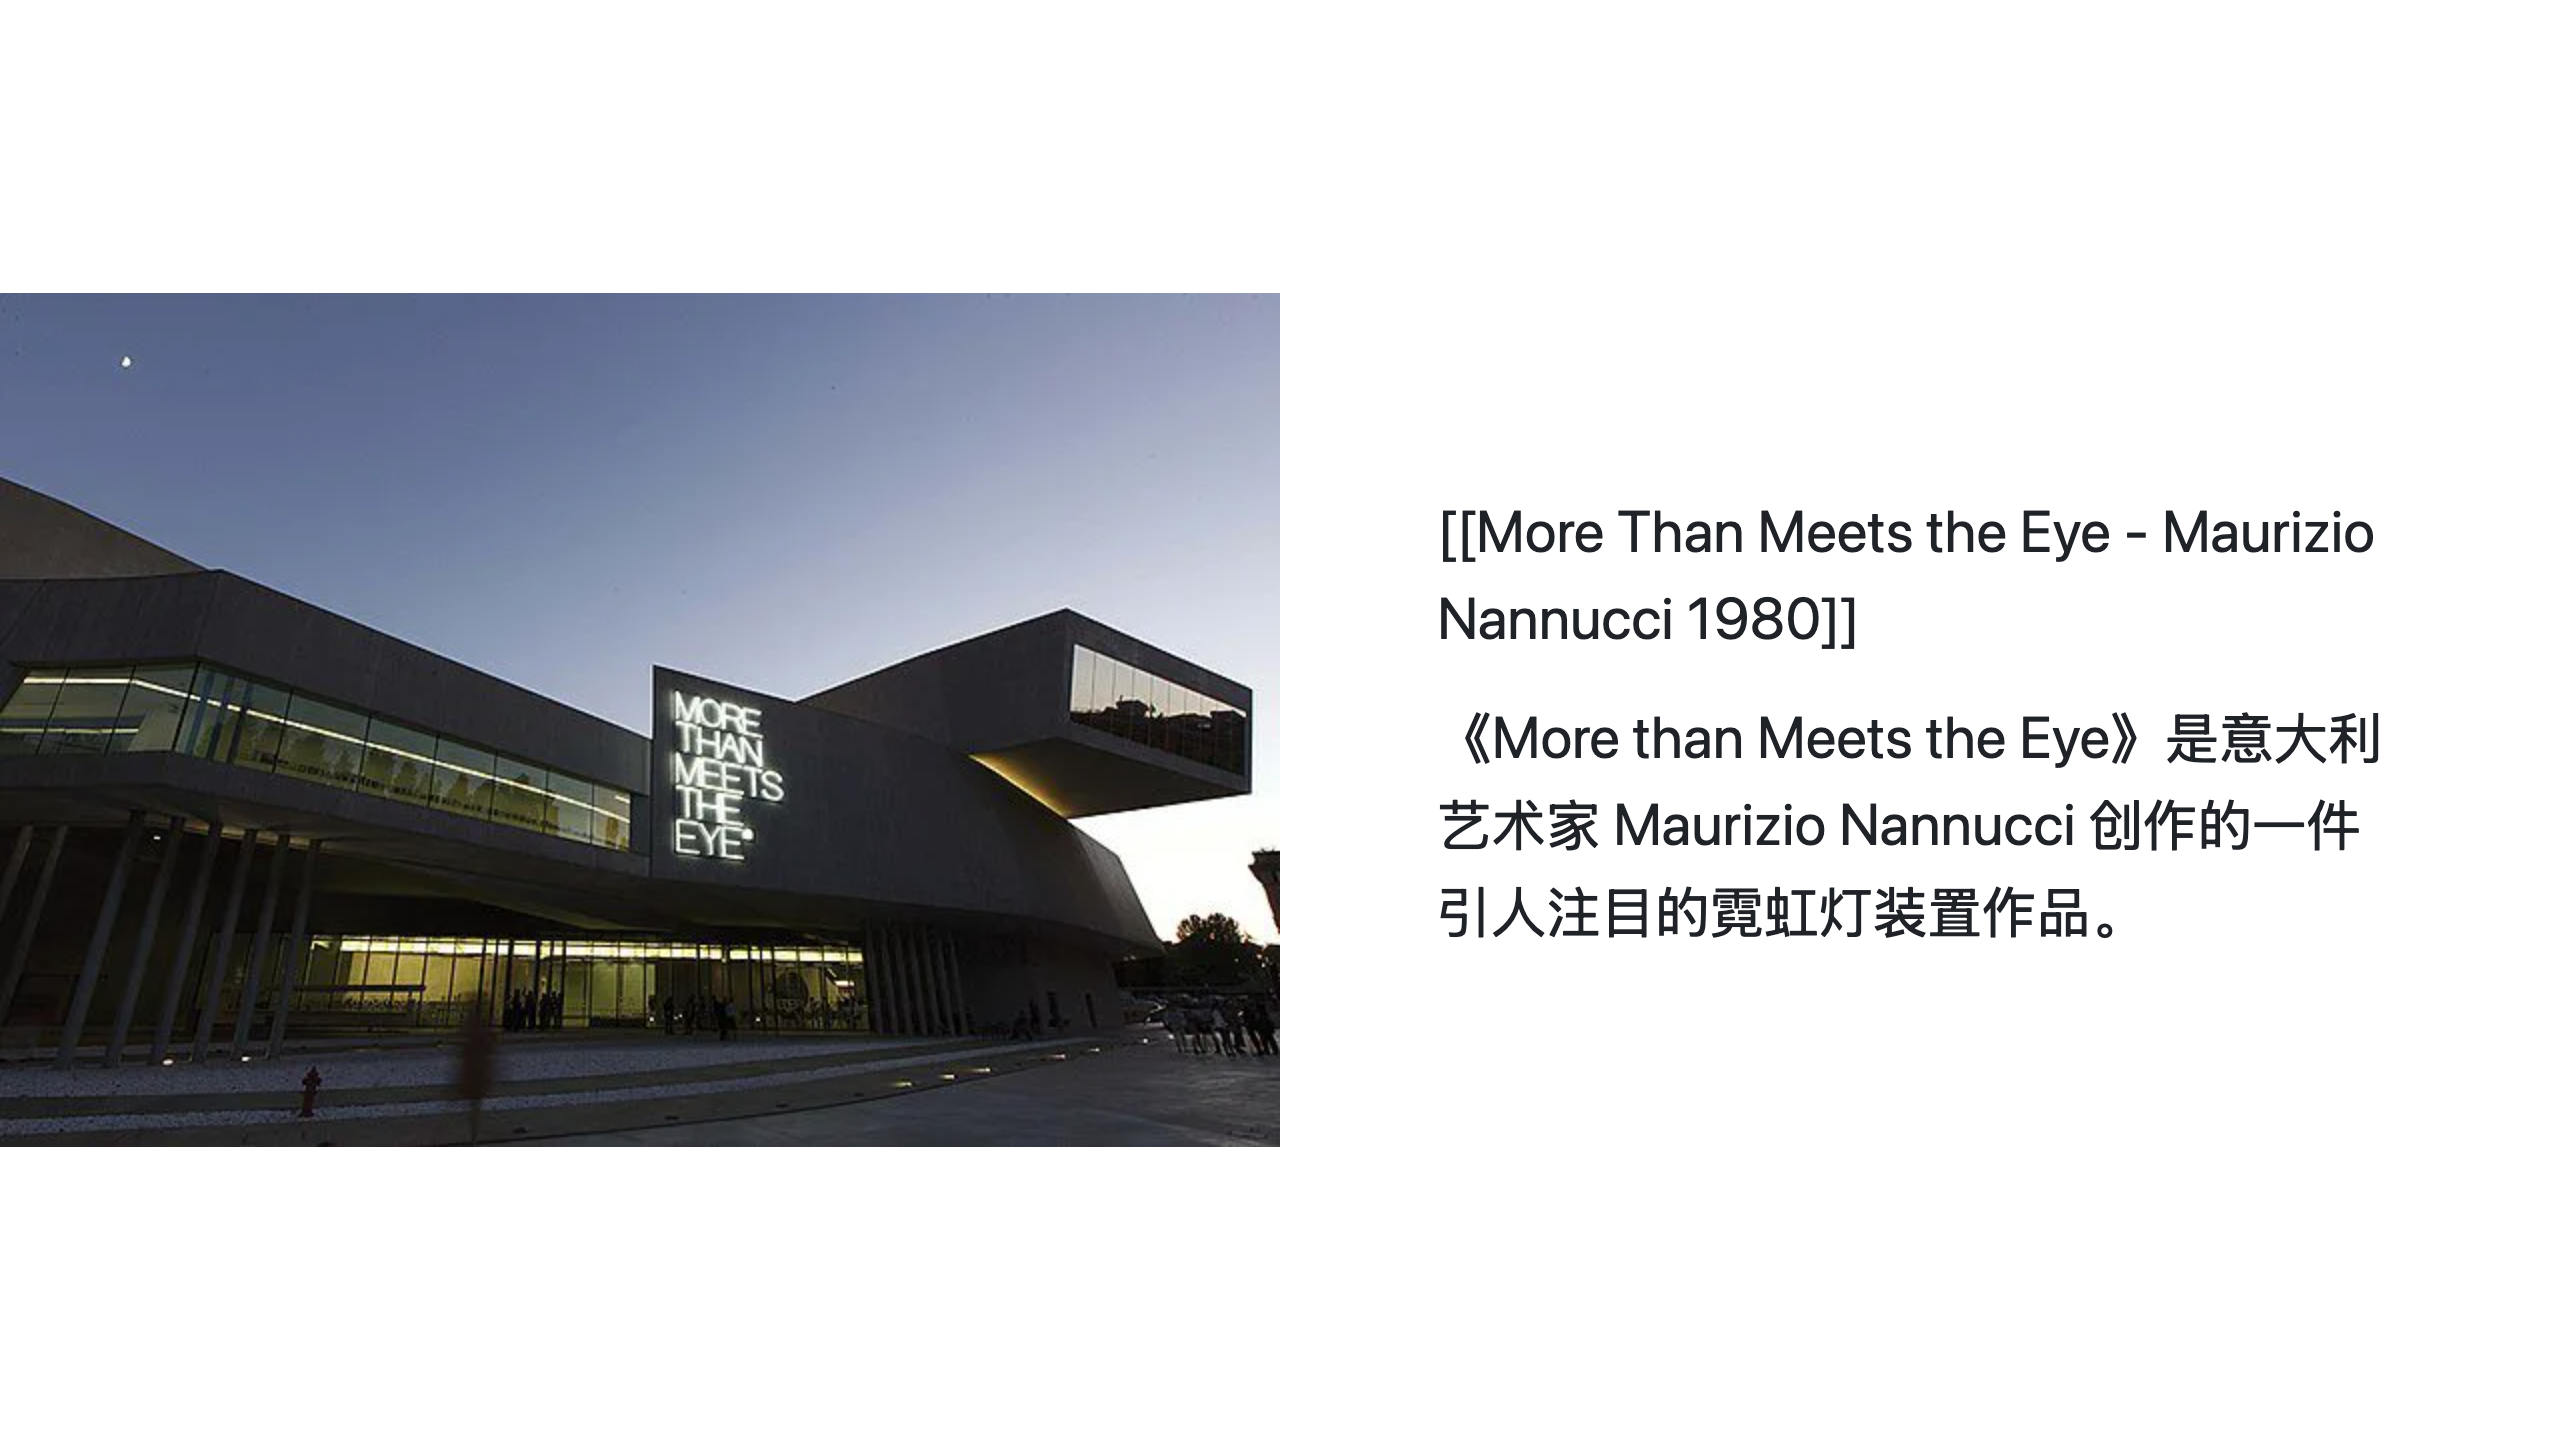 MORE
THAN
MEETS
THE
EYE
[[More Than Meets the Eye - Maurizio
Nannucci 1980]]
《More than Meets the Eye》是意大利
艺术家 Maurizio Nannucci 创作的一件
引人注目的霓虹灯装置作品。